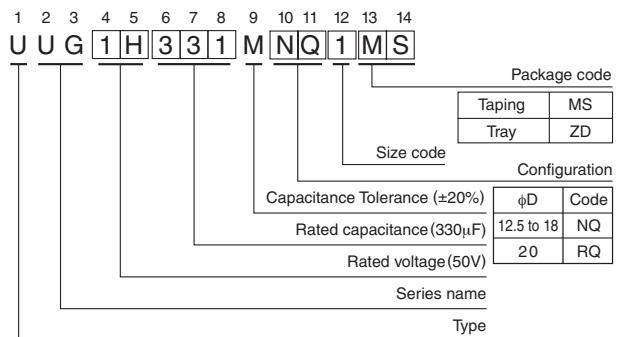 1 2 3 4 5 6 7 8 9 10 11 12 13 14
U U G 1 H 3 3 1 M N Q 1 M S
Package code
Taping MS
Tray ZD
Size code
Configuration
ϕD Code
12.5 to 18 NQ
20 RQ
Capacitance Tolerance (±20%)
Rated capacitance (330µF)
Rated voltage (50V)
Series name
Type